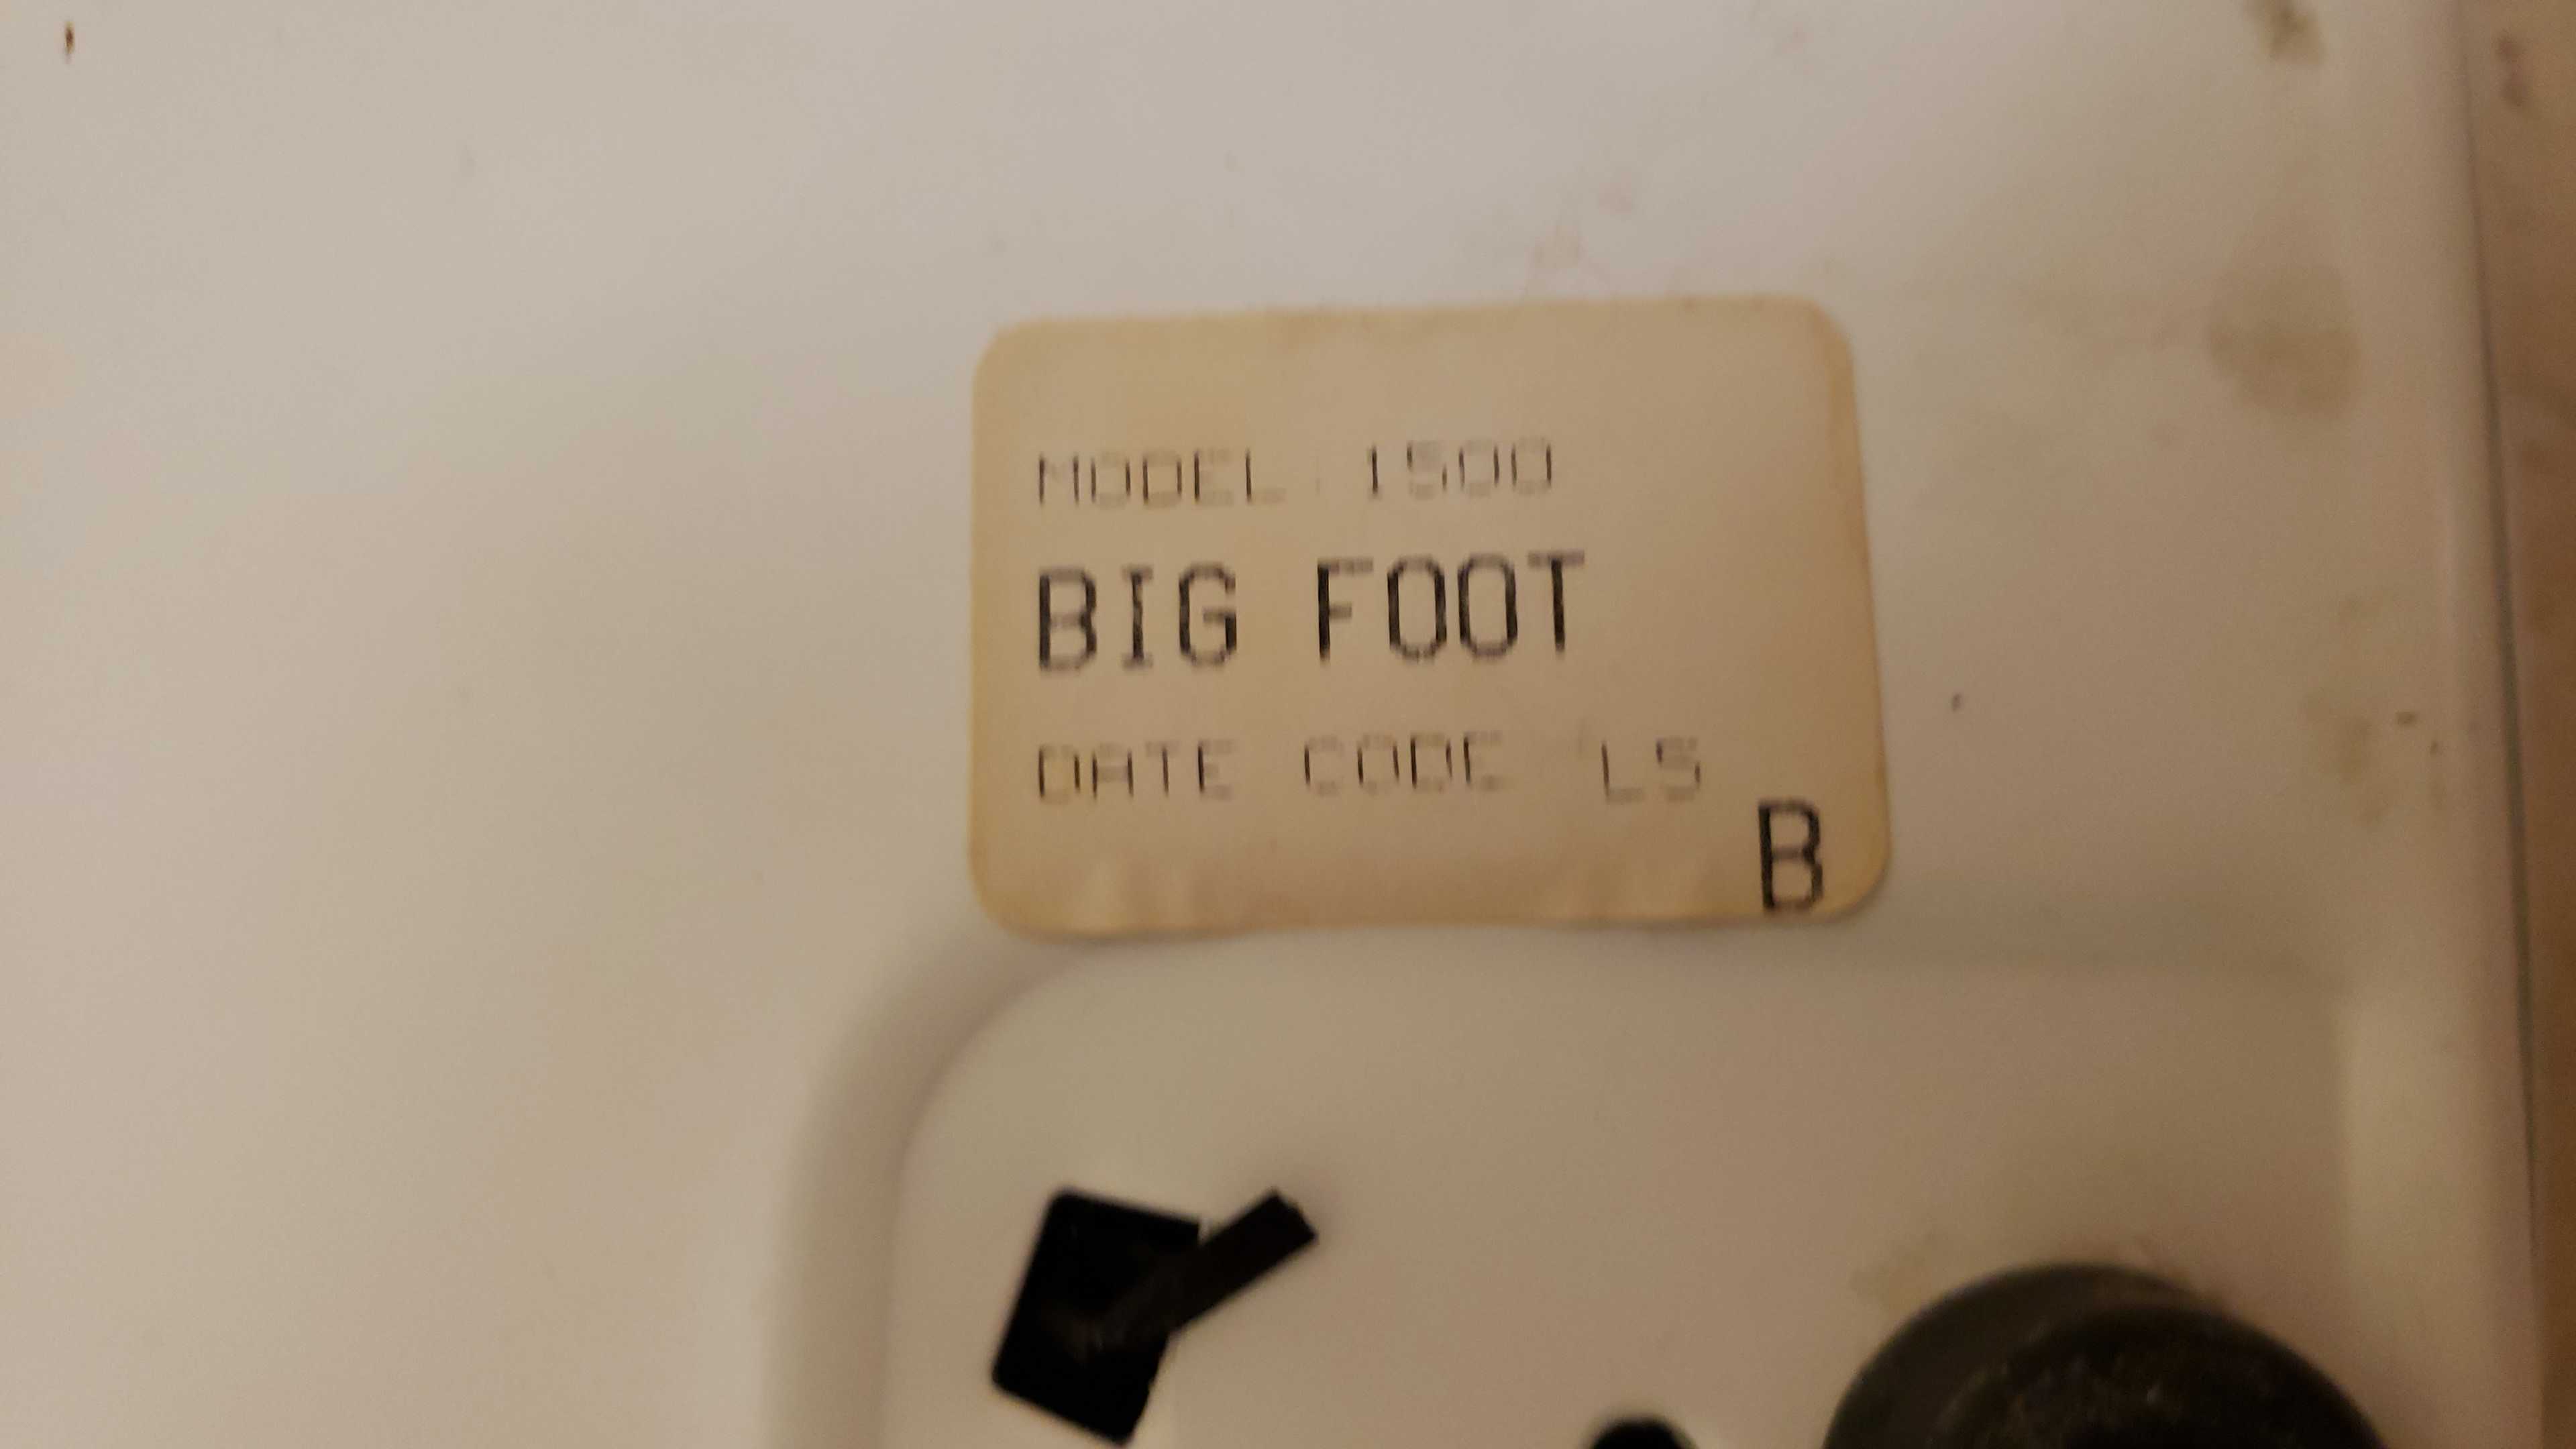 MODEL 1500
BIG FOOT
DATE CODE LS
B